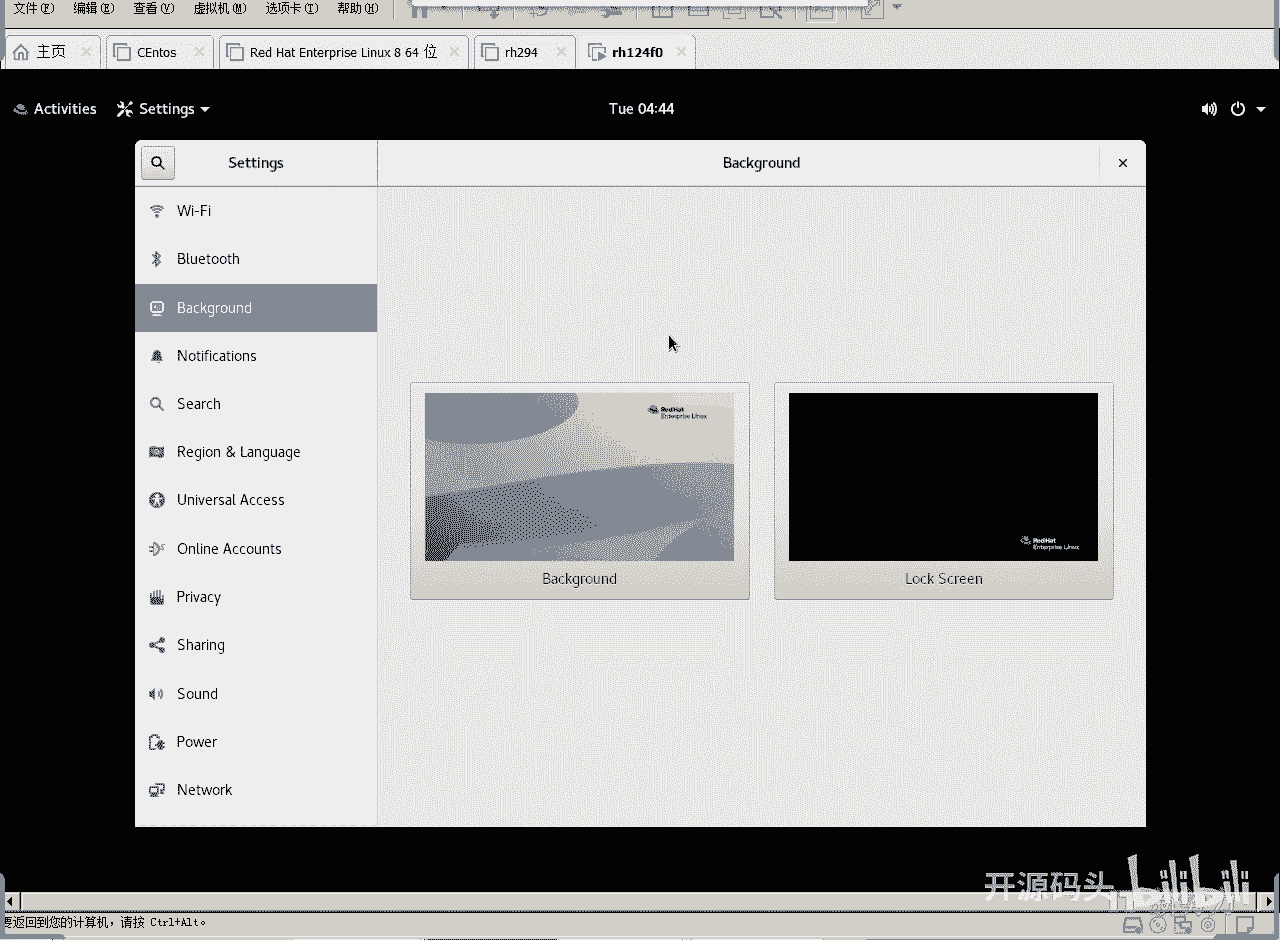 文件(F) 编辑(E) 查看(V) 虚拟机(M) 选项卡(T) 帮助(H)
主页 CEntos Red Hat Enterprise Linux 8 64 位 rh294 rh124f0
Activities Settings Tue 04:44
Settings Background
Wi-Fi
Bluetooth
Background
Notifications
Search
Region & Language
Universal Access
Online Accounts
Privacy
Sharing
Sound
Power
Network
Red Hat
Enterprise Linux
Background
Red Hat
Enterprise Linux
Lock Screen
开源码头 bilibili
要返回到您的计算机，请按 Ctrl+Alt。